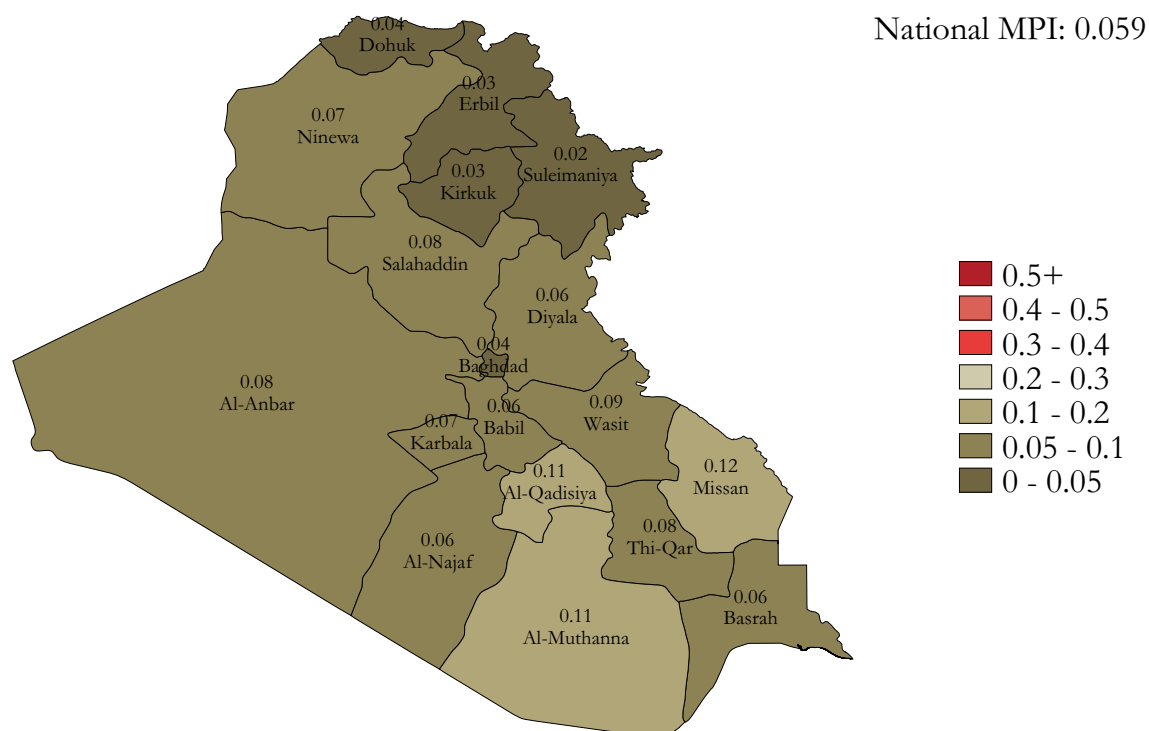 National MPI: 0.059
0.04
Dohuk
0.03
Erbil
0.07
Ninewa
0.02
Suleimaniya
0.03
Kirkuk
0.08
Salahaddin
0.06
Diyala
0.04
Baghdad
0.08
Al-Anbar
0.06
Babil
0.09
Wasit
0.07
Karbala
0.11
Al-Qadisiya
0.12
Missan
0.06
Al-Najaf
0.08
Thi-Qar
0.06
Basrah
0.11
Al-Muthanna
0.5+
0.4 - 0.5
0.3 - 0.4
0.2 - 0.3
0.1 - 0.2
0.05 - 0.1
0 - 0.05